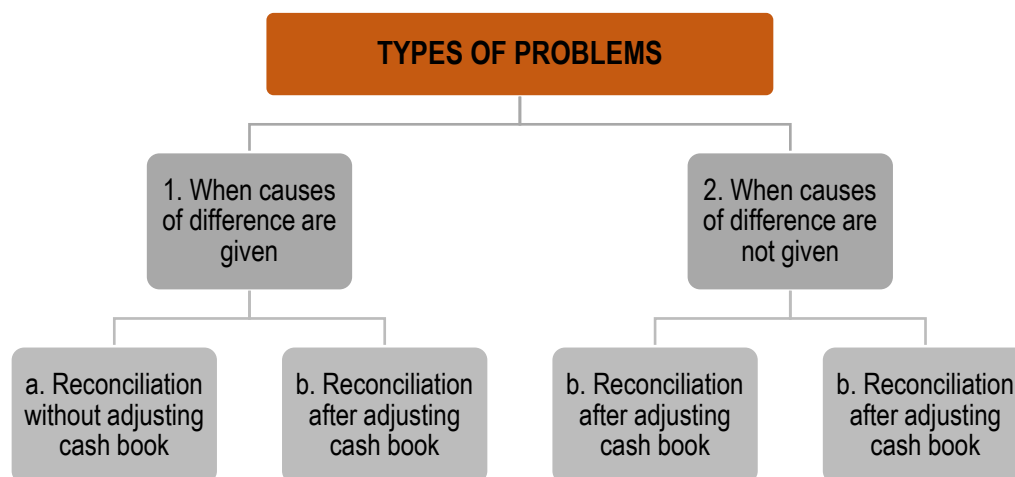 TYPES OF PROBLEMS
1. When causes
of difference are
given
2. When causes
of difference are
not given
a. Reconciliation
without adjusting
cash book
b. Reconciliation
after adjusting
cash book
b. Reconciliation
after adjusting
cash book
b. Reconciliation
after adjusting
cash book